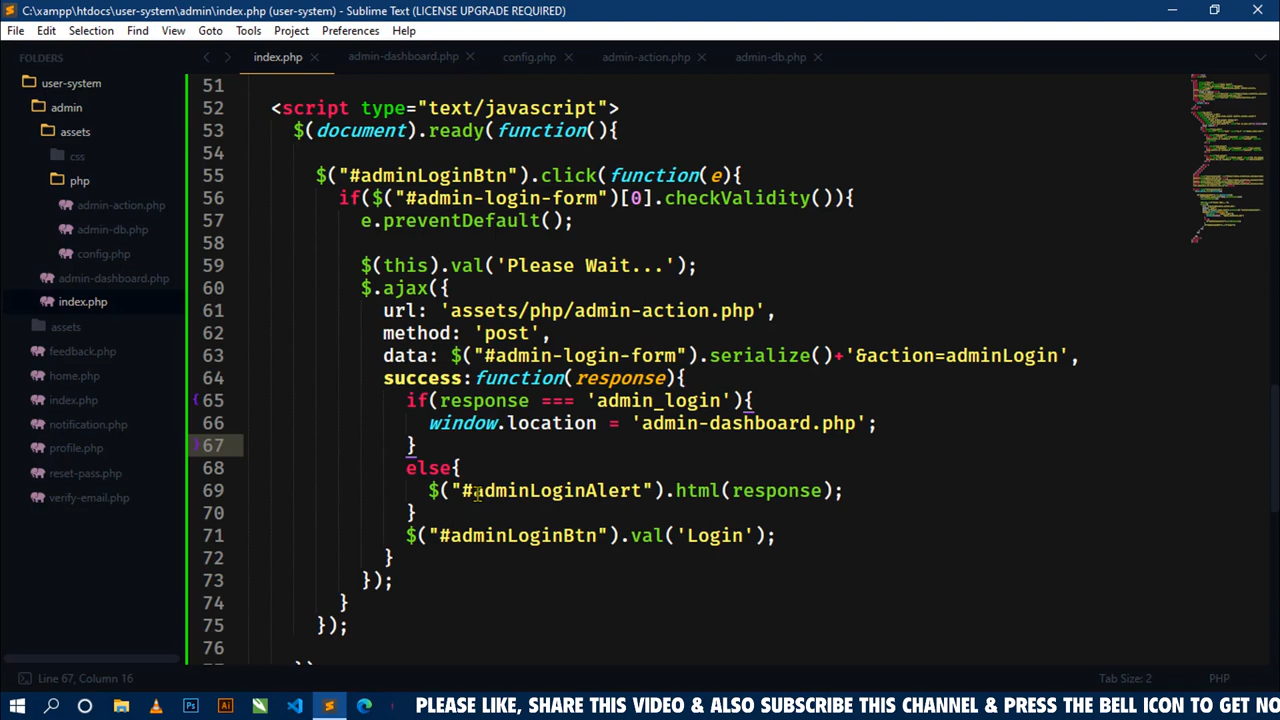 C:\xampp\htdocs\user-system\admin\index.php (user-system) - Sublime Text (LICENSE UPGRADE REQUIRED)
File Edit Selection Find View Goto Tools Project Preferences Help
FOLDERS
user-system
admin
assets
css
php
admin-action.php
admin-db.php
config.php
admin-dashboard.php
index.php
assets
feedback.php
home.php
index.php
notification.php
profile.php
reset-pass.php
verify-email.php
index.php admin-dashboard.php config.php admin-action.php admin-db.php
51
52 <script type="text/javascript">
53 $(document).ready(function(){
54
55 $("#adminLoginBtn").click(function(e){
56 if($("#admin-login-form")[0].checkValidity()){
57 e.preventDefault();
58
59 $(this).val('Please Wait...');
60 $.ajax({
61 url: 'assets/php/admin-action.php',
62 method: 'post',
63 data: $("#admin-login-form").serialize()+'&action=adminLogin',
64 success:function(response){
65 if(response === 'admin_login'){
66 window.location = 'admin-dashboard.php';
67 }
68 else{
69 $("#adminLoginAlert").html(response);
70 }
71 $("#adminLoginBtn").val('Login');
72 }
73 });
74 }
75 });
76
Line 67, Column 16
Tab Size: 2 PHP
PLEASE LIKE, SHARE THIS VIDEO & ALSO SUBSCRIBE THIS CHANNEL & PRESS THE BELL ICON TO GET NO